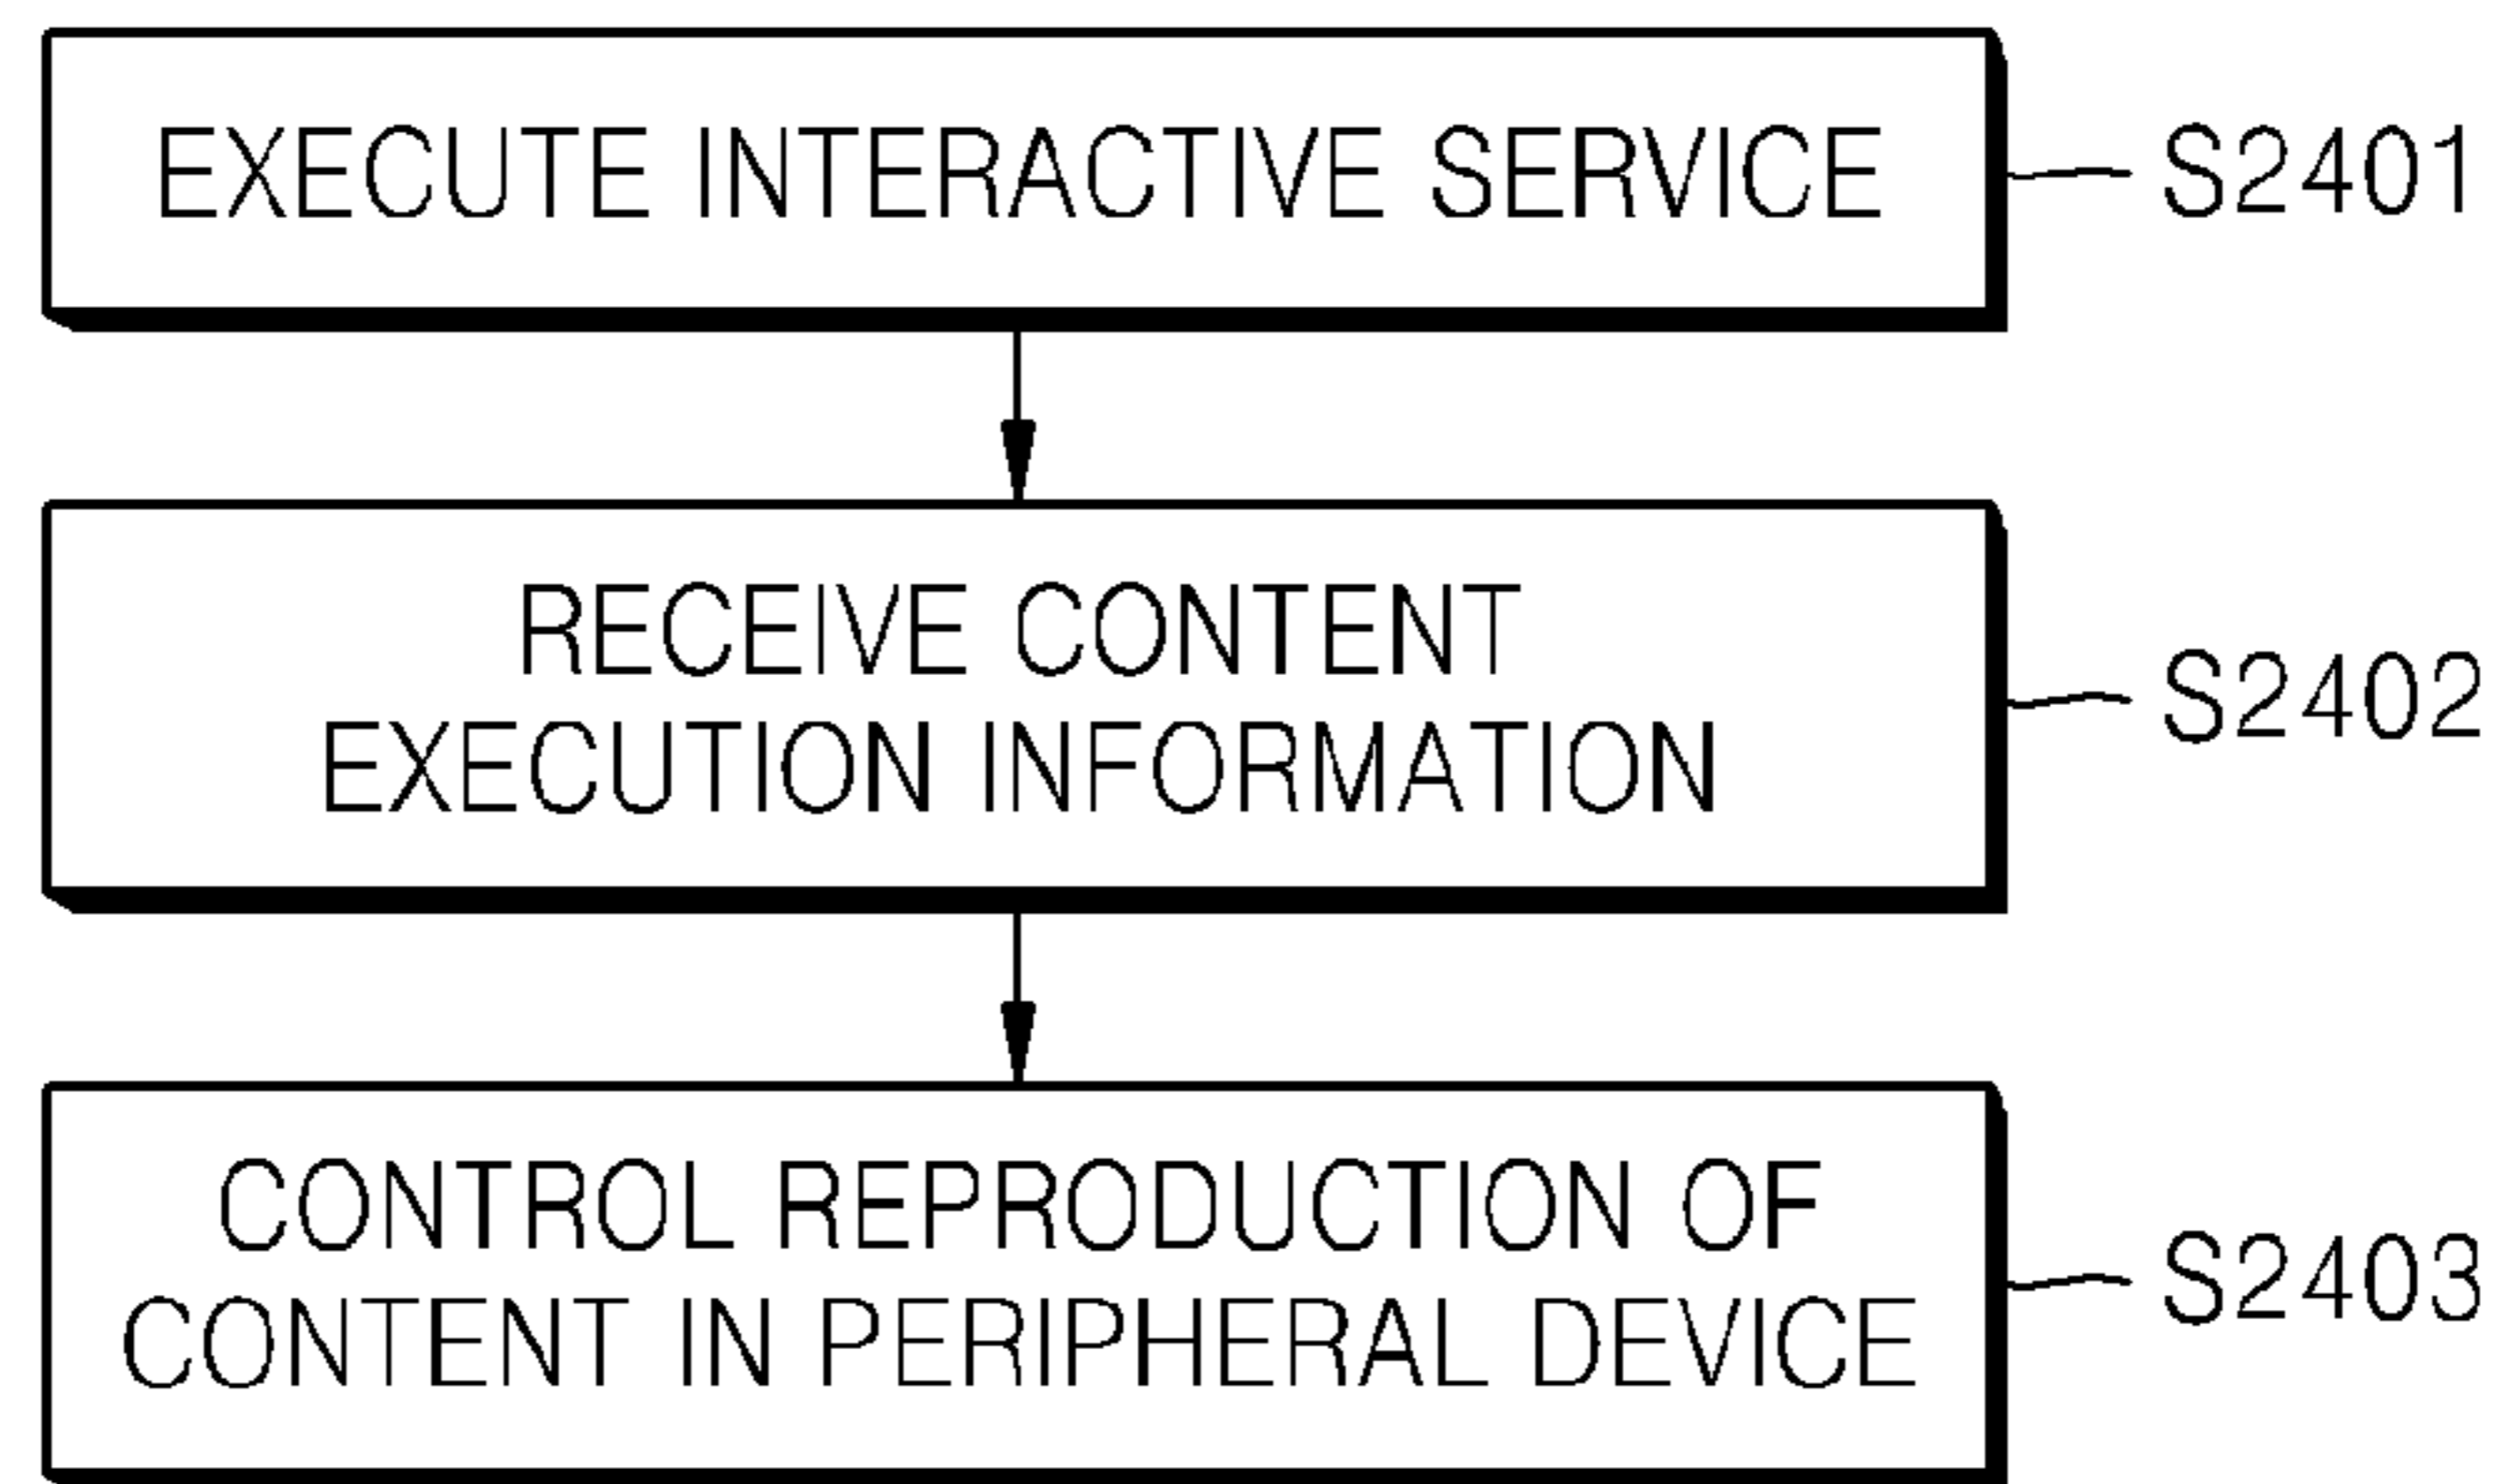 EXECUTE INTERACTIVE SERVICE
S2401
RECEIVE CONTENT
EXECUTION INFORMATION
S2402
CONTROL REPRODUCTION OF
CONTENT IN PERIPHERAL DEVICE
S2403